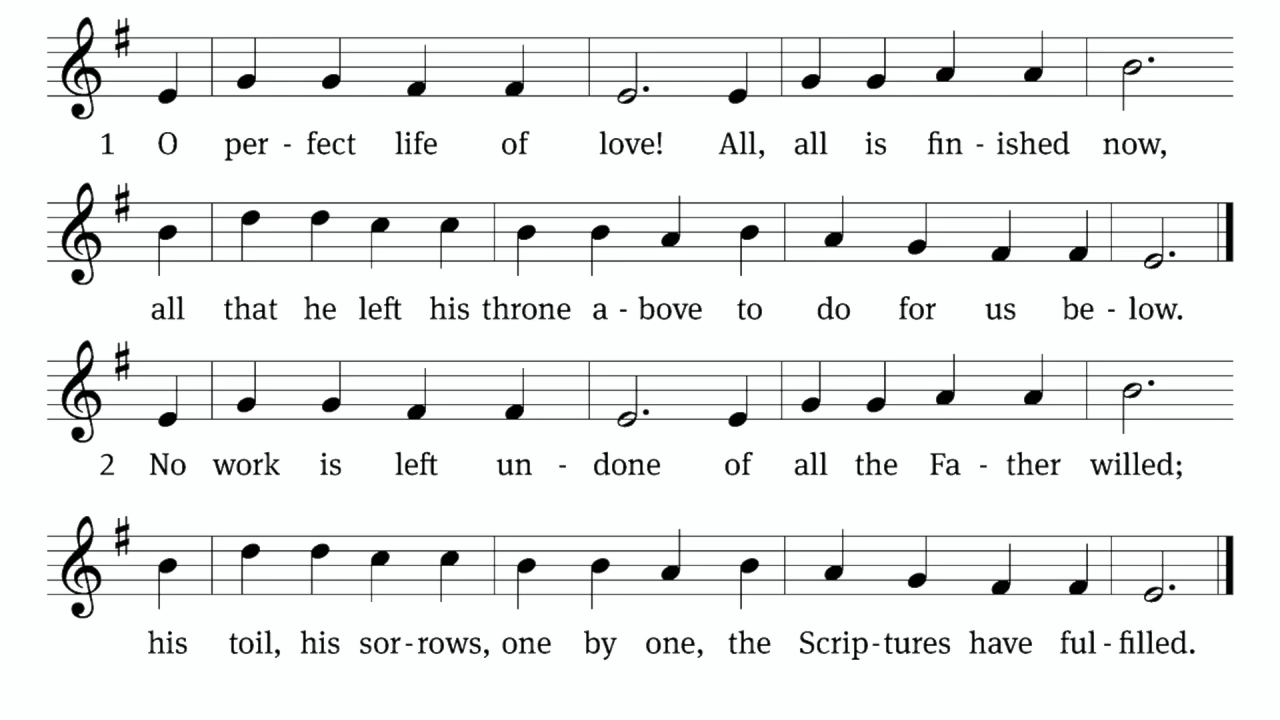 1 O per - fect life of love! All, all is fin - ished now,
all that he left his throne a - bove to do for us be - low.
2 No work is left un - done of all the Fa - ther willed;
his toil, his sor - rows, one by one, the Scrip - tures have ful - filled.